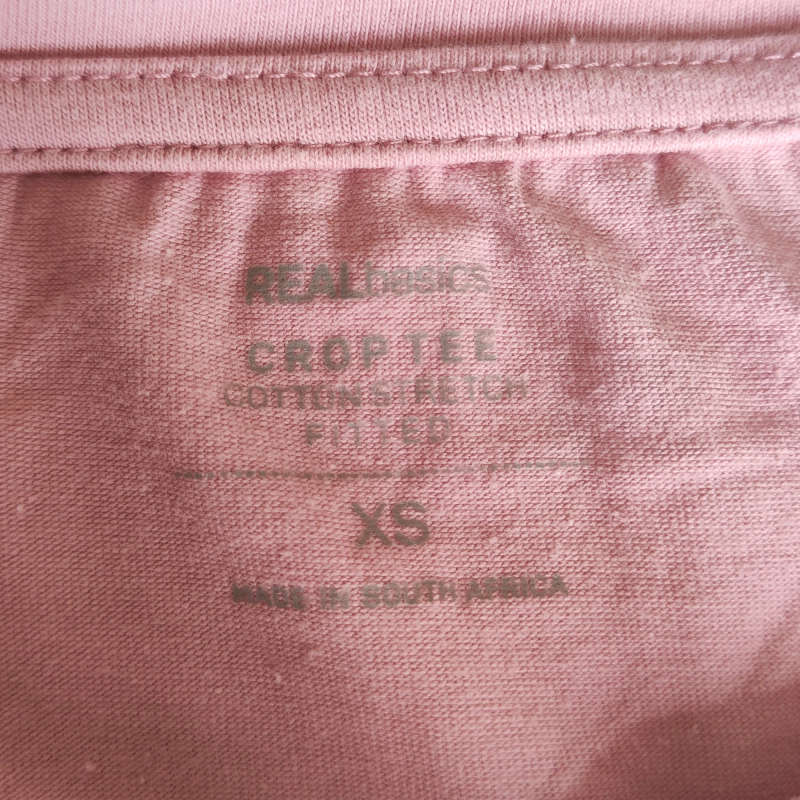 REALbasics
CROP TEE
COTTON STRETCH
FITTED
XS
MADE IN SOUTH AFRICA